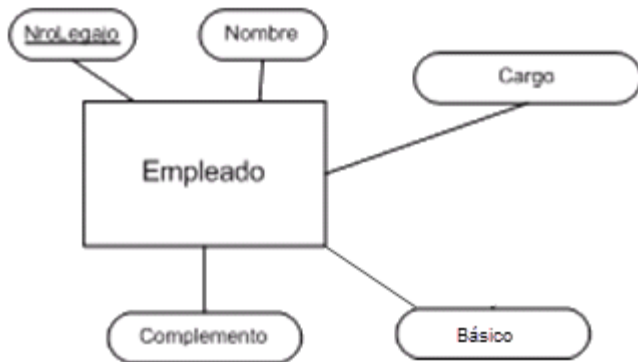 NroLegajo
Nombre
Cargo
Empleado
Complemento
Básico